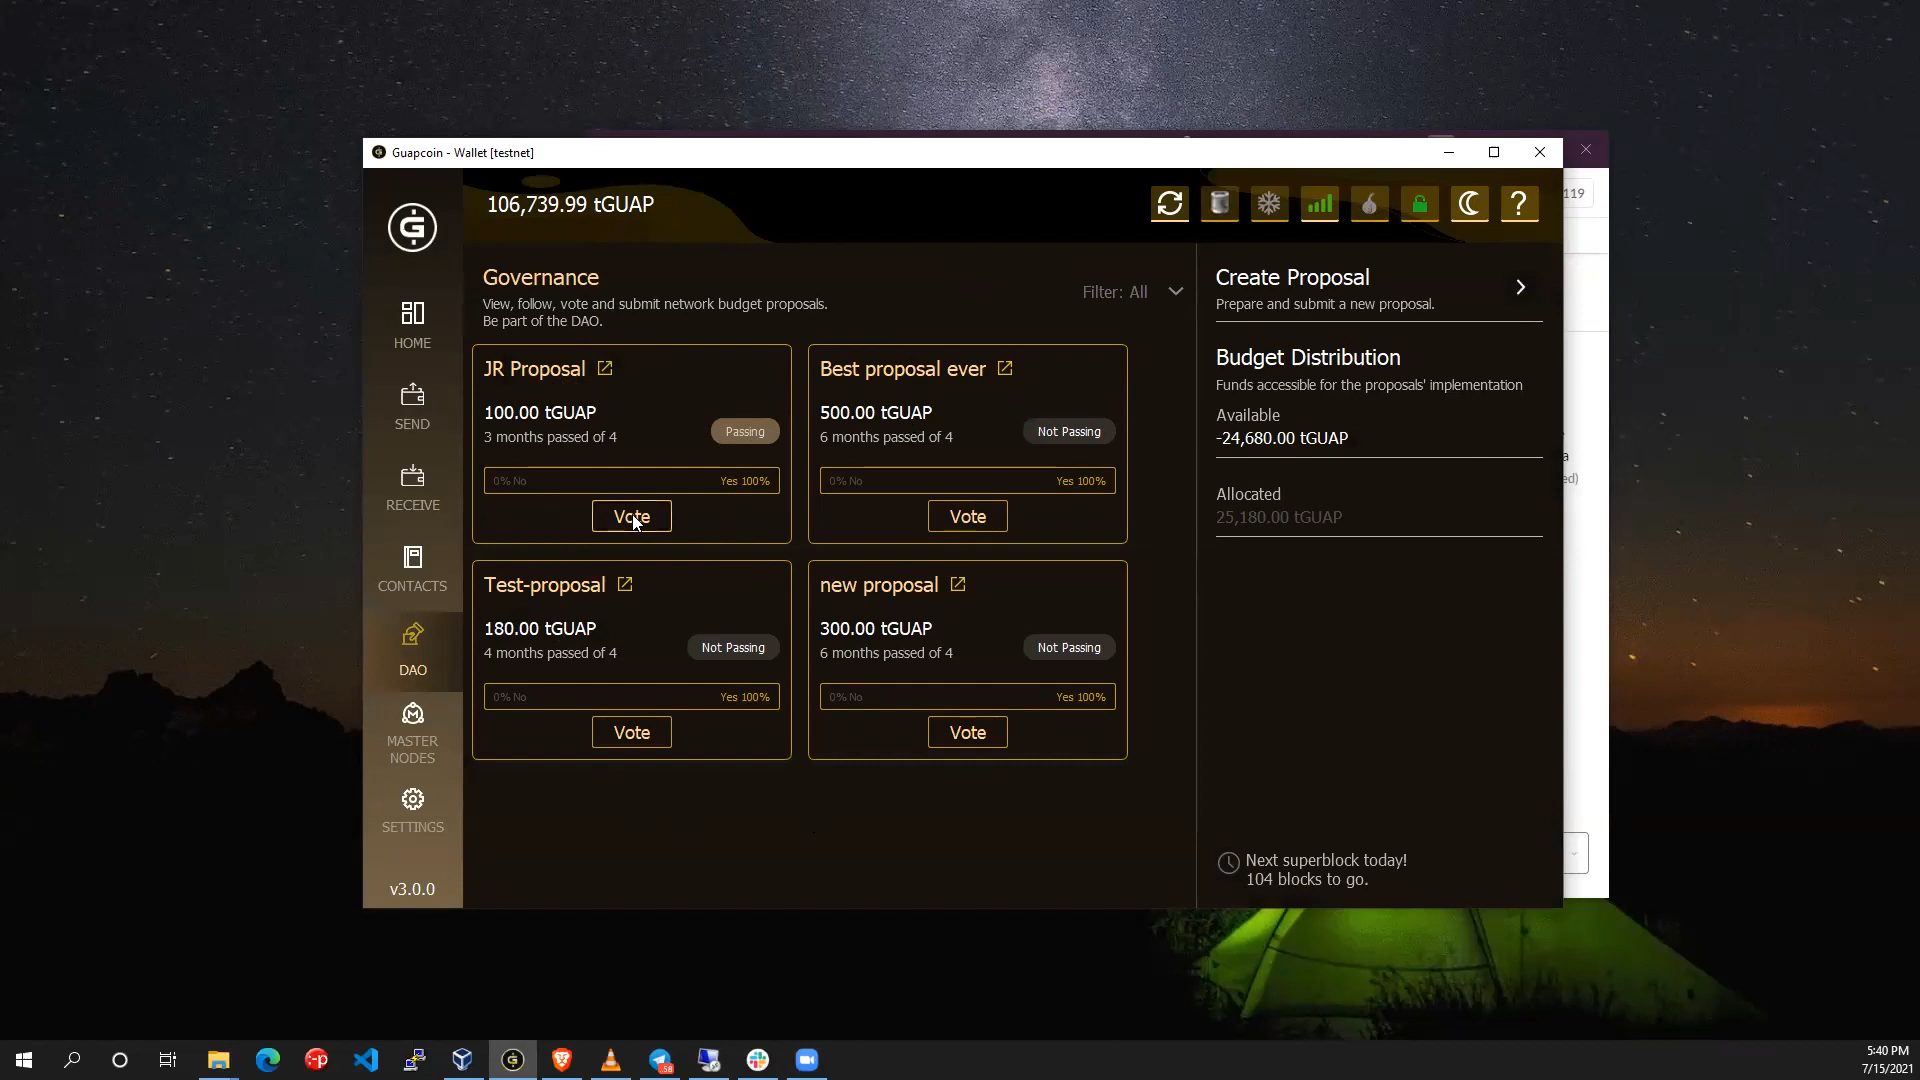 Guapcoin - Wallet [testnet]
106,739.99 tGUAP
119
HOME
SEND
RECEIVE
CONTACTS
DAO
MASTER
NODES
SETTINGS
v3.0.0
Governance
View, follow, vote and submit network budget proposals.
Be part of the DAO.
Filter: All
JR Proposal
100.00 tGUAP
3 months passed of 4
Passing
0% No
Yes 100%
Vote
Best proposal ever
500.00 tGUAP
6 months passed of 4
Not Passing
0% No
Yes 100%
Vote
Test-proposal
180.00 tGUAP
4 months passed of 4
Not Passing
0% No
Yes 100%
Vote
new proposal
300.00 tGUAP
6 months passed of 4
Not Passing
0% No
Yes 100%
Vote
Create Proposal
Prepare and submit a new proposal.
Budget Distribution
Funds accessible for the proposals' implementation
Available
-24,680.00 tGUAP
Allocated
25,180.00 tGUAP
Next superblock today!
104 blocks to go.
a
ed)
58
5:40 PM
7/15/2021